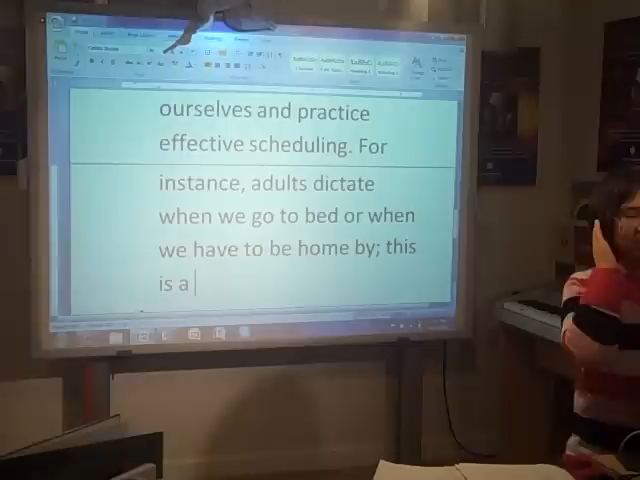 ourselves and practice
effective scheduling. For
instance, adults dictate
when we go to bed or when
we have to be home by; this
is a